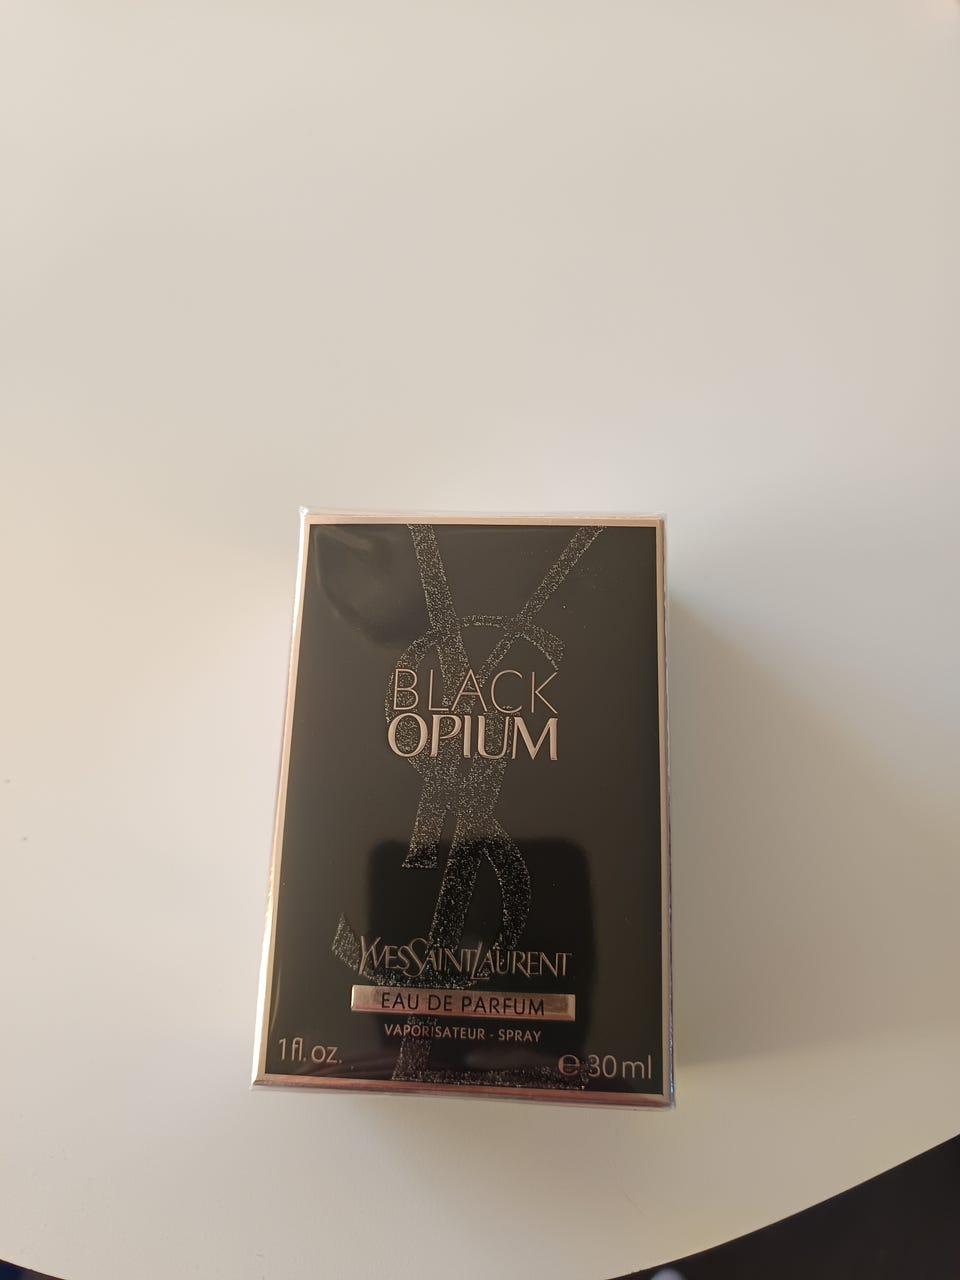 BLACK
OPIUM
YVESSAINTLAURENT
EAU DE PARFUM
VAPORISATEUR - SPRAY
1 fl. oz. ℮ 30 ml